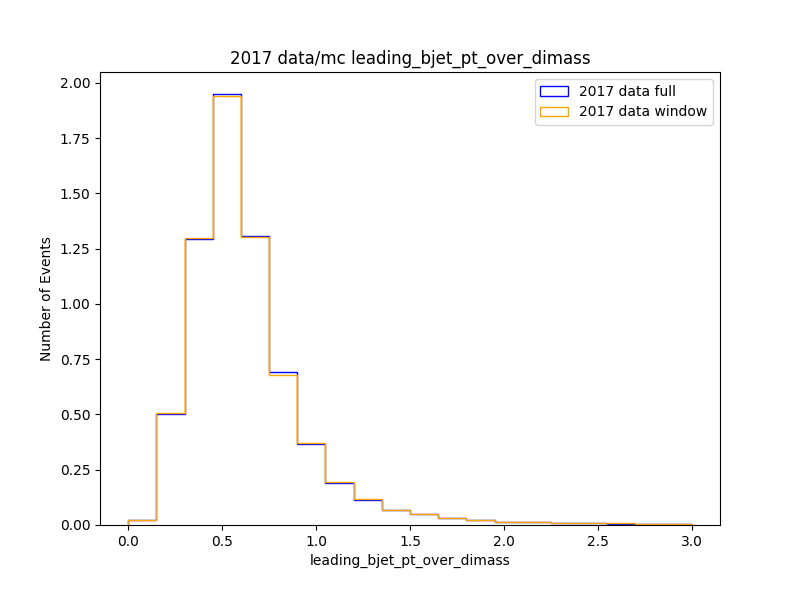 2017 data/mc leading_bjet_pt_over_dimass
2017 data full
2017 data window
Number of Events
2.00
1.75
1.50
1.25
1.00
0.75
0.50
0.25
0.00
0.0 0.5 1.0 1.5 2.0 2.5 3.0
leading_bjet_pt_over_dimass